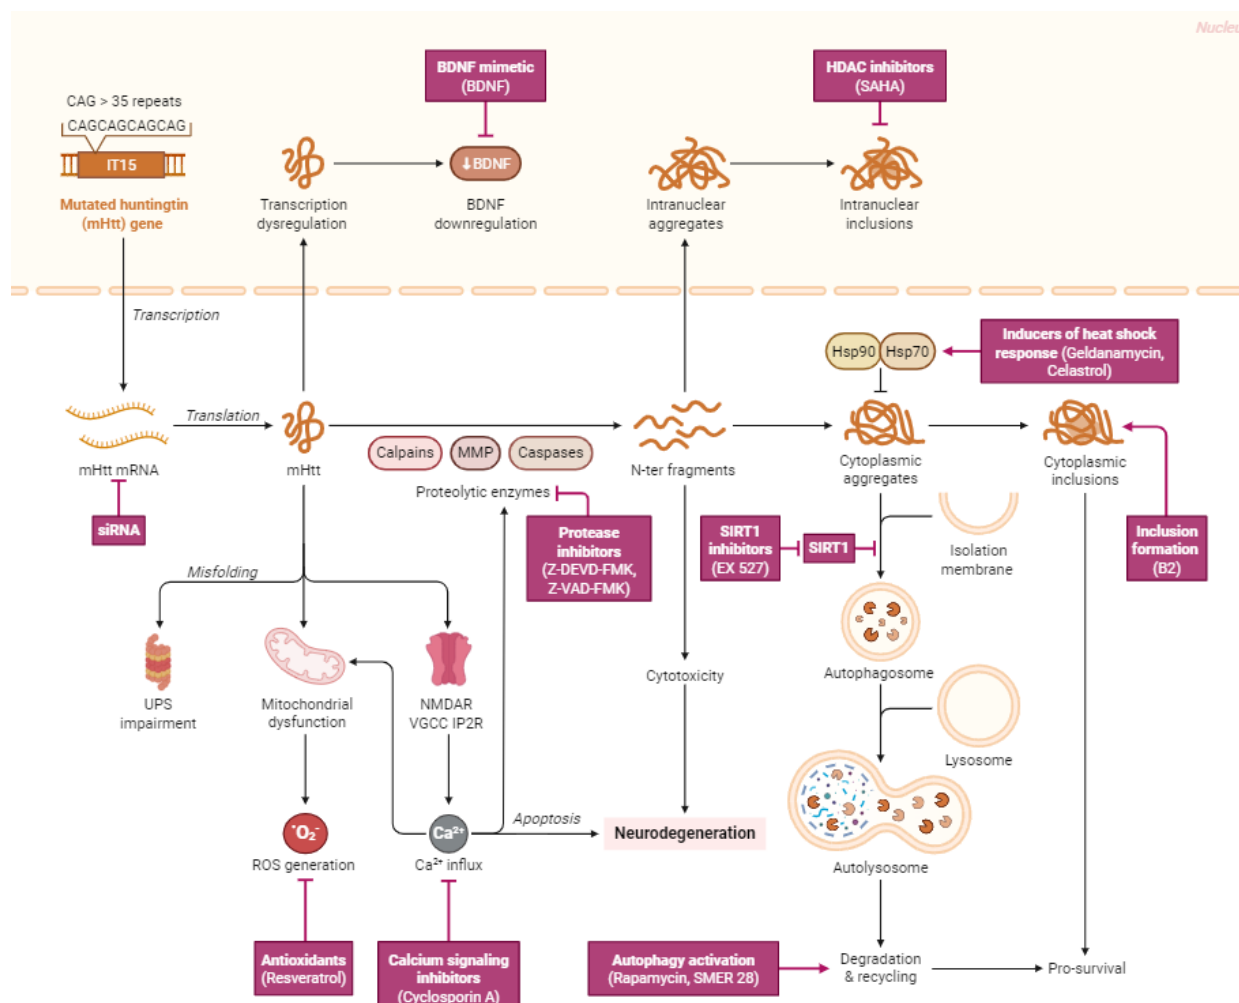 Nucleu
BDNF mimetic
(BDNF)
HDAC inhibitors
(SAHA)
CAG > 35 repeats
CAGCAGCAGCAG
IT15
↓BDNF
Mutated huntingtin
(mHtt) gene
Transcription
dysregulation
BDNF
downregulation
Intranuclear
aggregates
Intranuclear
inclusions
Transcription
Hsp90
Hsp70
Inducers of heat shock
response (Geldanamycin,
Celastrol)
Translation
mHtt mRNA
mHtt
Calpains
MMP
Caspases
Proteolytic enzymes
N-ter fragments
Cytoplasmic
aggregates
Cytoplasmic
inclusions
siRNA
Protease
inhibitors
(Z-DEVD-FMK,
Z-VAD-FMK)
SIRT1
inhibitors
(EX 527)
SIRT1
Isolation
membrane
Inclusion
formation
(B2)
Misfolding
UPS
impairment
Mitochondrial
dysfunction
NMDAR
VGCC IP2R
Cytotoxicity
Autophagosome
Lysosome
•O₂⁻
ROS generation
Ca²⁺
Ca²⁺ influx
Apoptosis
Neurodegeneration
Autolysosome
Antioxidants
(Resveratrol)
Calcium signaling
inhibitors
(Cyclosporin A)
Autophagy activation
(Rapamycin, SMER 28)
Degradation
& recycling
Pro-survival